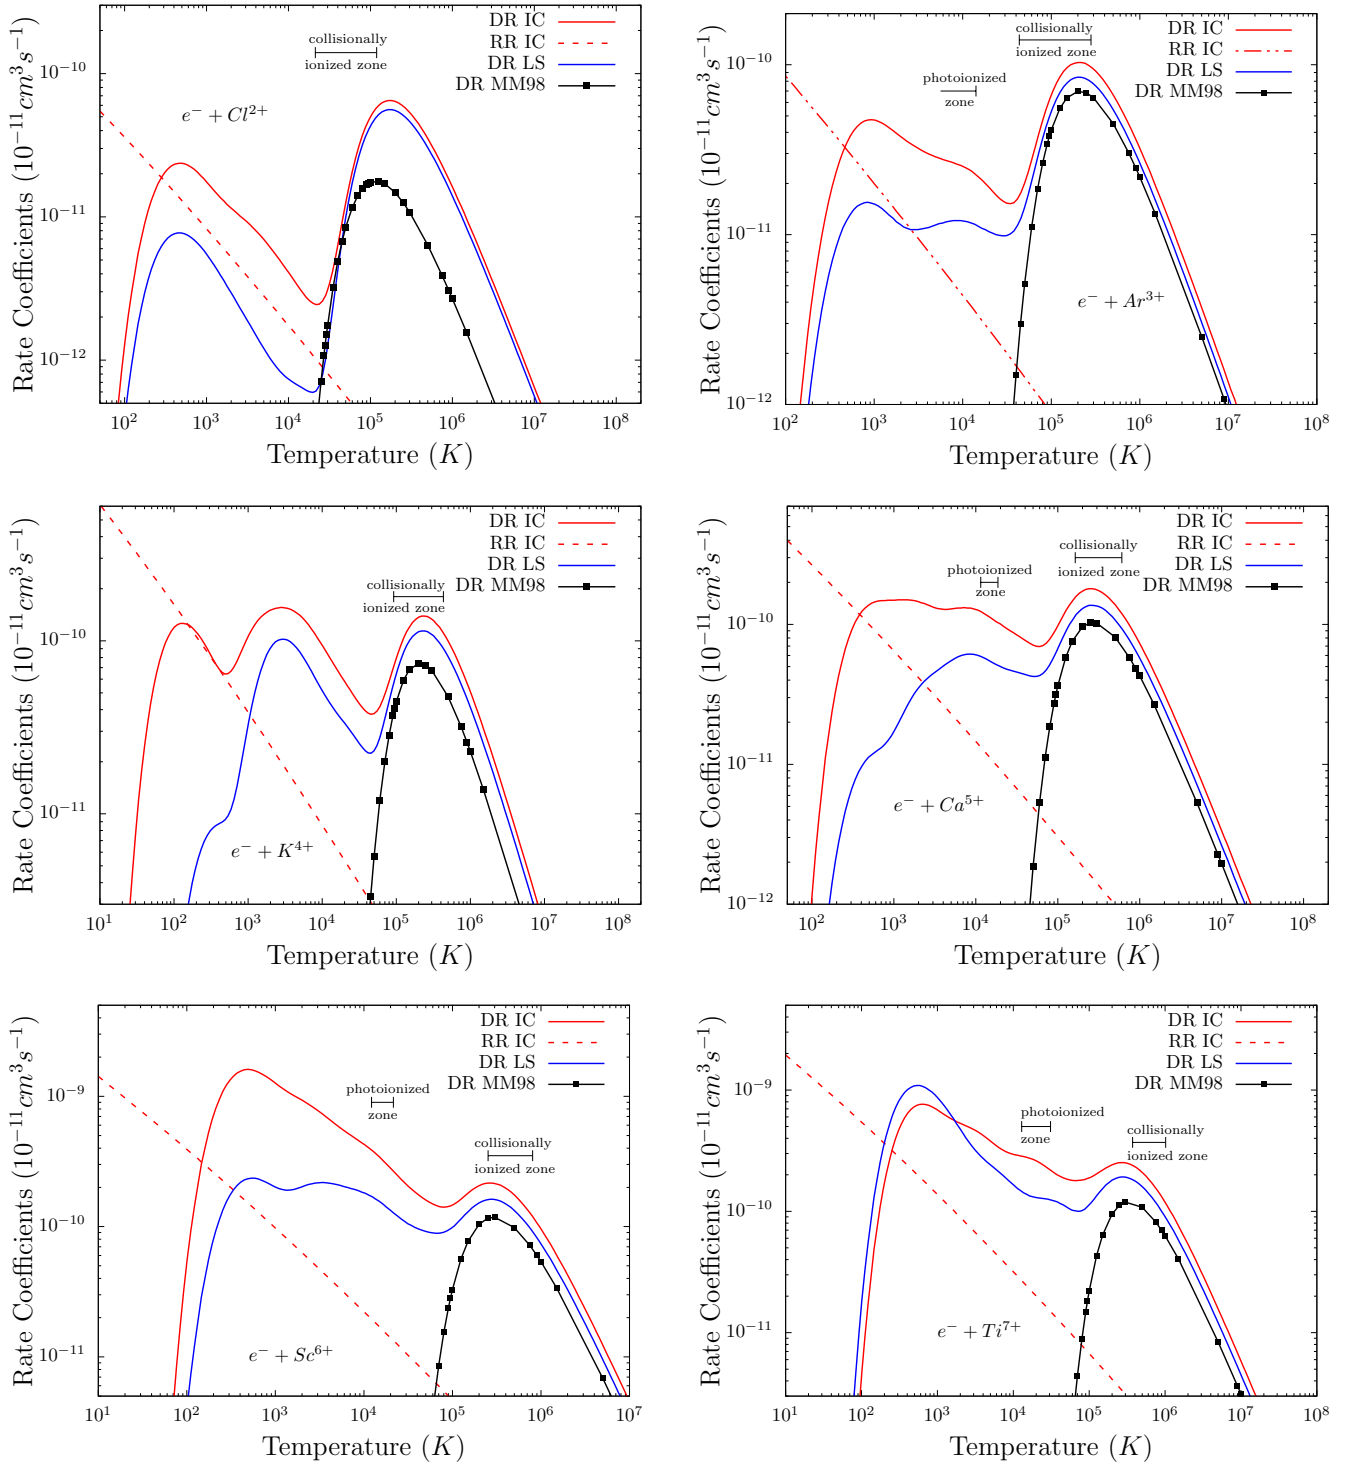 DR IC
RR IC
DR LS
DR MM98
collisionally
ionized zone
e⁻ + Cl²⁺
Rate Coefficients (10⁻¹¹cm³s⁻¹)
10⁻¹⁰
10⁻¹¹
10⁻¹²
10² 10³ 10⁴ 10⁵ 10⁶ 10⁷ 10⁸
Temperature (K)
DR IC
RR IC
DR LS
DR MM98
collisionally
ionized zone
photoionized
zone
e⁻ + Ar³⁺
Rate Coefficients (10⁻¹¹cm³s⁻¹)
10⁻¹⁰
10⁻¹¹
10⁻¹²
10² 10³ 10⁴ 10⁵ 10⁶ 10⁷ 10⁸
Temperature (K)
DR IC
RR IC
DR LS
DR MM98
collisionally
ionized zone
e⁻ + K⁴⁺
Rate Coefficients (10⁻¹¹cm³s⁻¹)
10⁻¹⁰
10⁻¹¹
10¹ 10² 10³ 10⁴ 10⁵ 10⁶ 10⁷ 10⁸
Temperature (K)
DR IC
RR IC
DR LS
DR MM98
collisionally
ionized zone
photoionized
zone
e⁻ + Ca⁵⁺
Rate Coefficients (10⁻¹¹cm³s⁻¹)
10⁻¹⁰
10⁻¹¹
10⁻¹²
10² 10³ 10⁴ 10⁵ 10⁶ 10⁷ 10⁸
Temperature (K)
DR IC
RR IC
DR LS
DR MM98
photoionized
zone
collisionally
ionized zone
e⁻ + Sc⁶⁺
Rate Coefficients (10⁻¹¹cm³s⁻¹)
10⁻⁹
10⁻¹⁰
10⁻¹¹
10¹ 10² 10³ 10⁴ 10⁵ 10⁶ 10⁷
Temperature (K)
DR IC
RR IC
DR LS
DR MM98
photoionized
zone
collisionally
ionized zone
e⁻ + Ti⁷⁺
Rate Coefficients (10⁻¹¹cm³s⁻¹)
10⁻⁹
10⁻¹⁰
10⁻¹¹
10¹ 10² 10³ 10⁴ 10⁵ 10⁶ 10⁷ 10⁸
Temperature (K)